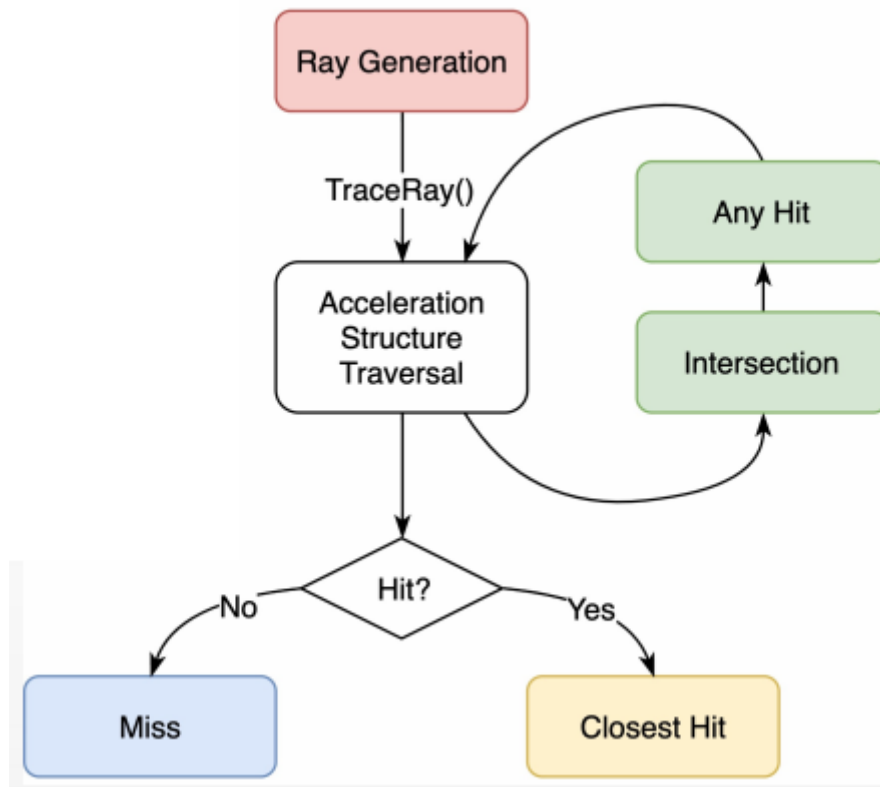 Ray Generation
TraceRay()
Any Hit
Acceleration
Structure
Traversal
Intersection
Hit?
No
Yes
Miss
Closest Hit